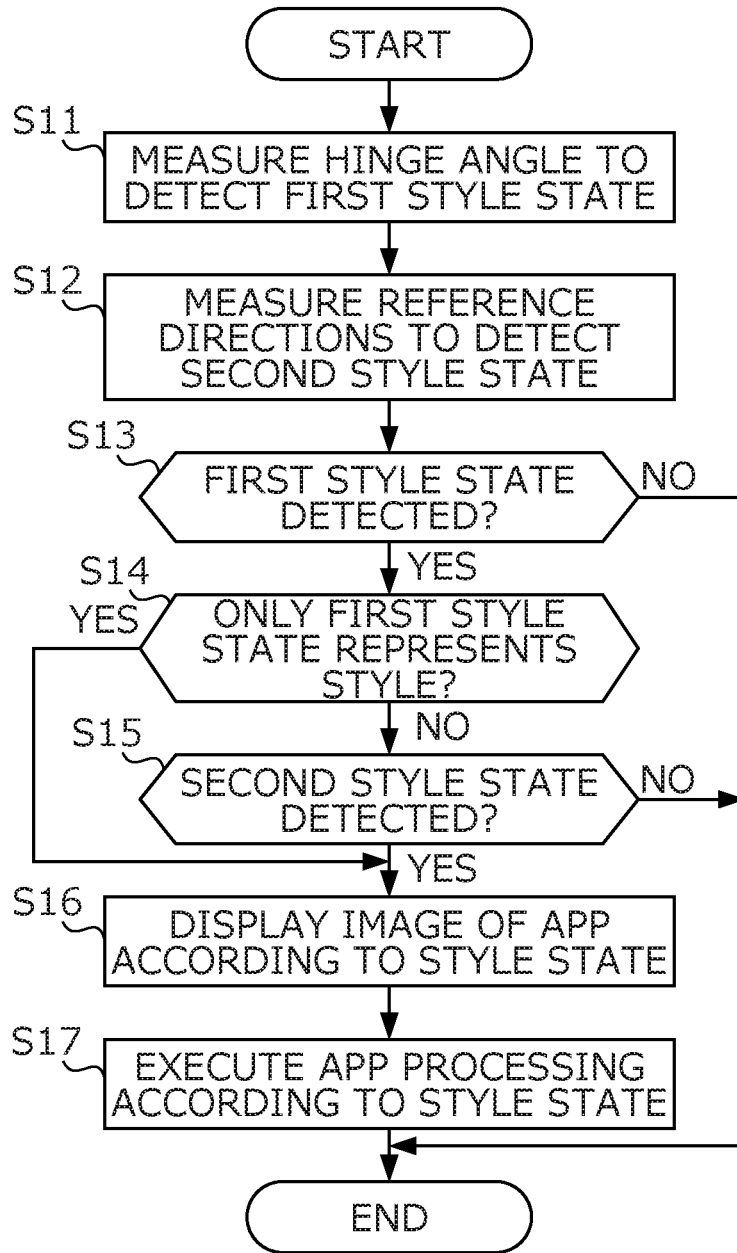 START
S11
MEASURE HINGE ANGLE TO
DETECT FIRST STYLE STATE
S12
MEASURE REFERENCE
DIRECTIONS TO DETECT
SECOND STYLE STATE
S13
FIRST STYLE STATE
DETECTED?
NO
YES
S14
YES
ONLY FIRST STYLE
STATE REPRESENTS
STYLE?
NO
S15
SECOND STYLE STATE
DETECTED?
NO
YES
S16
DISPLAY IMAGE OF APP
ACCORDING TO STYLE STATE
S17
EXECUTE APP PROCESSING
ACCORDING TO STYLE STATE
END